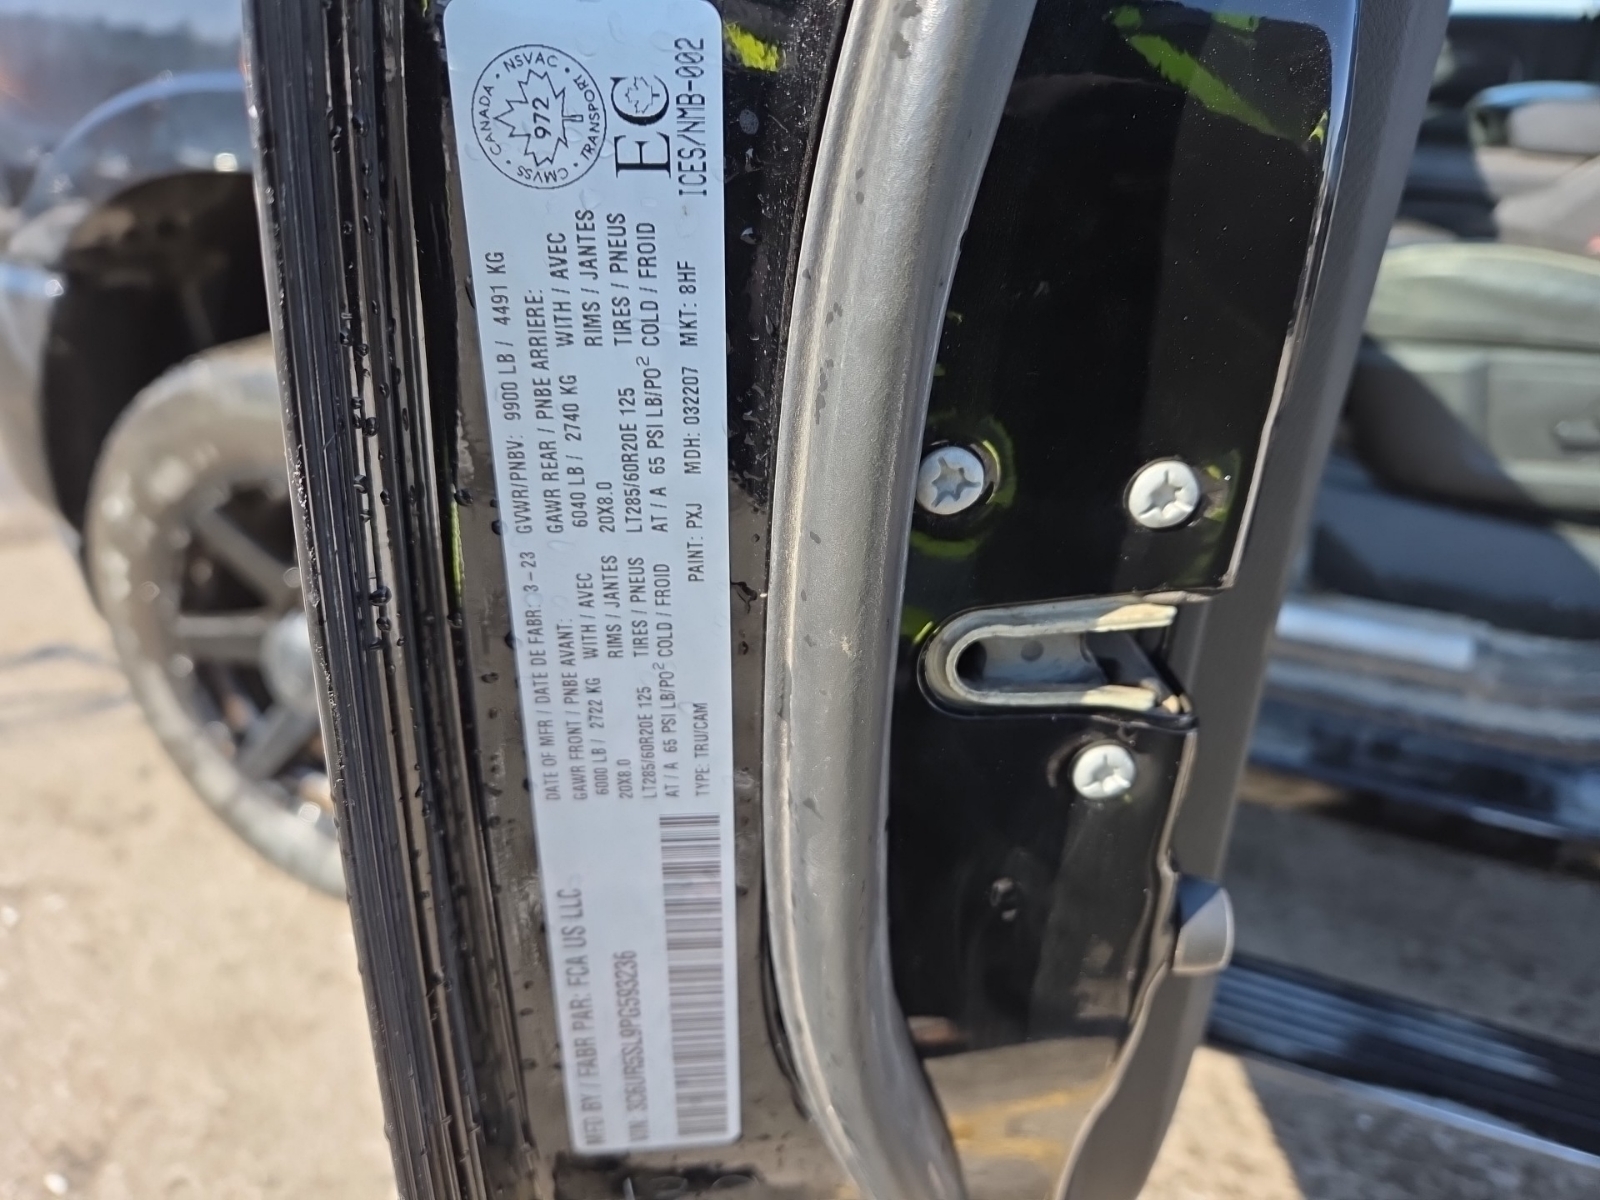 MFD BY / FABR PAR: FCA US LLC
DATE OF MFR / DATE DE FABR: 3-23
GVWR/PNBV: 9900 LB / 4491 KG
GAWR FRONT / PNBE AVANT:
6000 LB / 2722 KG WITH / AVEC
20X8.0 RIMS / JANTES
LT285/60R20E 125 TIRES / PNEUS
AT / A 65 PSI LB/PO² COLD / FROID
GAWR REAR / PNBE ARRIERE:
6040 LB / 2740 KG WITH / AVEC
20X8.0 RIMS / JANTES
LT285/60R20E 125 TIRES / PNEUS
AT / A 65 PSI LB/PO² COLD / FROID
VIN: 3C6UR5SL9PG593236
TYPE: TRU/CAM
PAINT: PXJ
MDH: 032207
MKT: 8HF
CANADA · NSVAC · TRANSPORT · CMVSS
972
EC
ICES/NMB-002